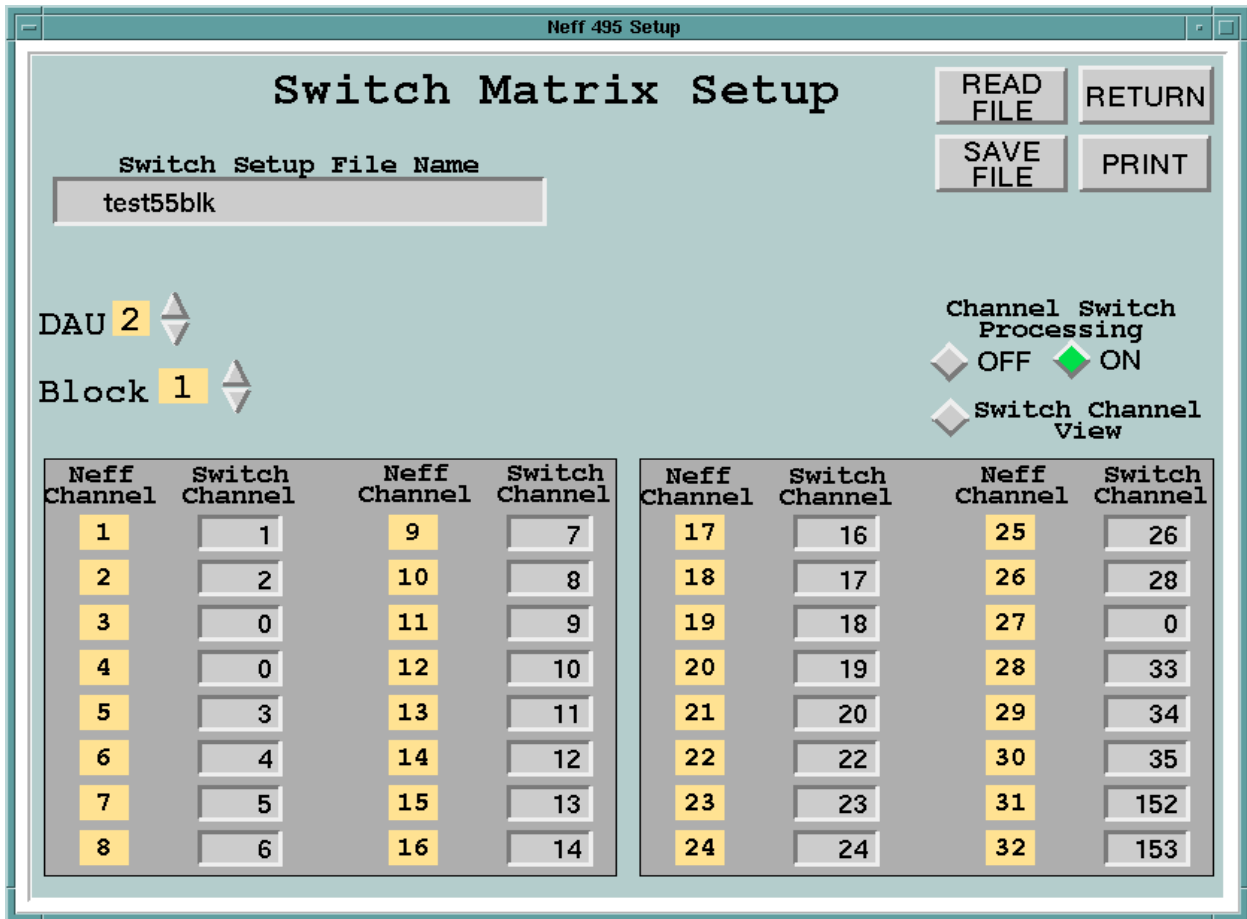 Neff 495 Setup
Switch Matrix Setup
READ FILE
RETURN
SAVE FILE
PRINT
Switch Setup File Name
test55blk
DAU 2
Block 1
Channel Switch
Processing
OFF ON
Switch Channel
View
Neff Switch Neff Switch Neff Switch Neff Switch
Channel Channel Channel Channel Channel Channel Channel Channel
1 1 9 7 17 16 25 26
2 2 10 8 18 17 26 28
3 0 11 9 19 18 27 0
4 0 12 10 20 19 28 33
5 3 13 11 21 20 29 34
6 4 14 12 22 22 30 35
7 5 15 13 23 23 31 152
8 6 16 14 24 24 32 153